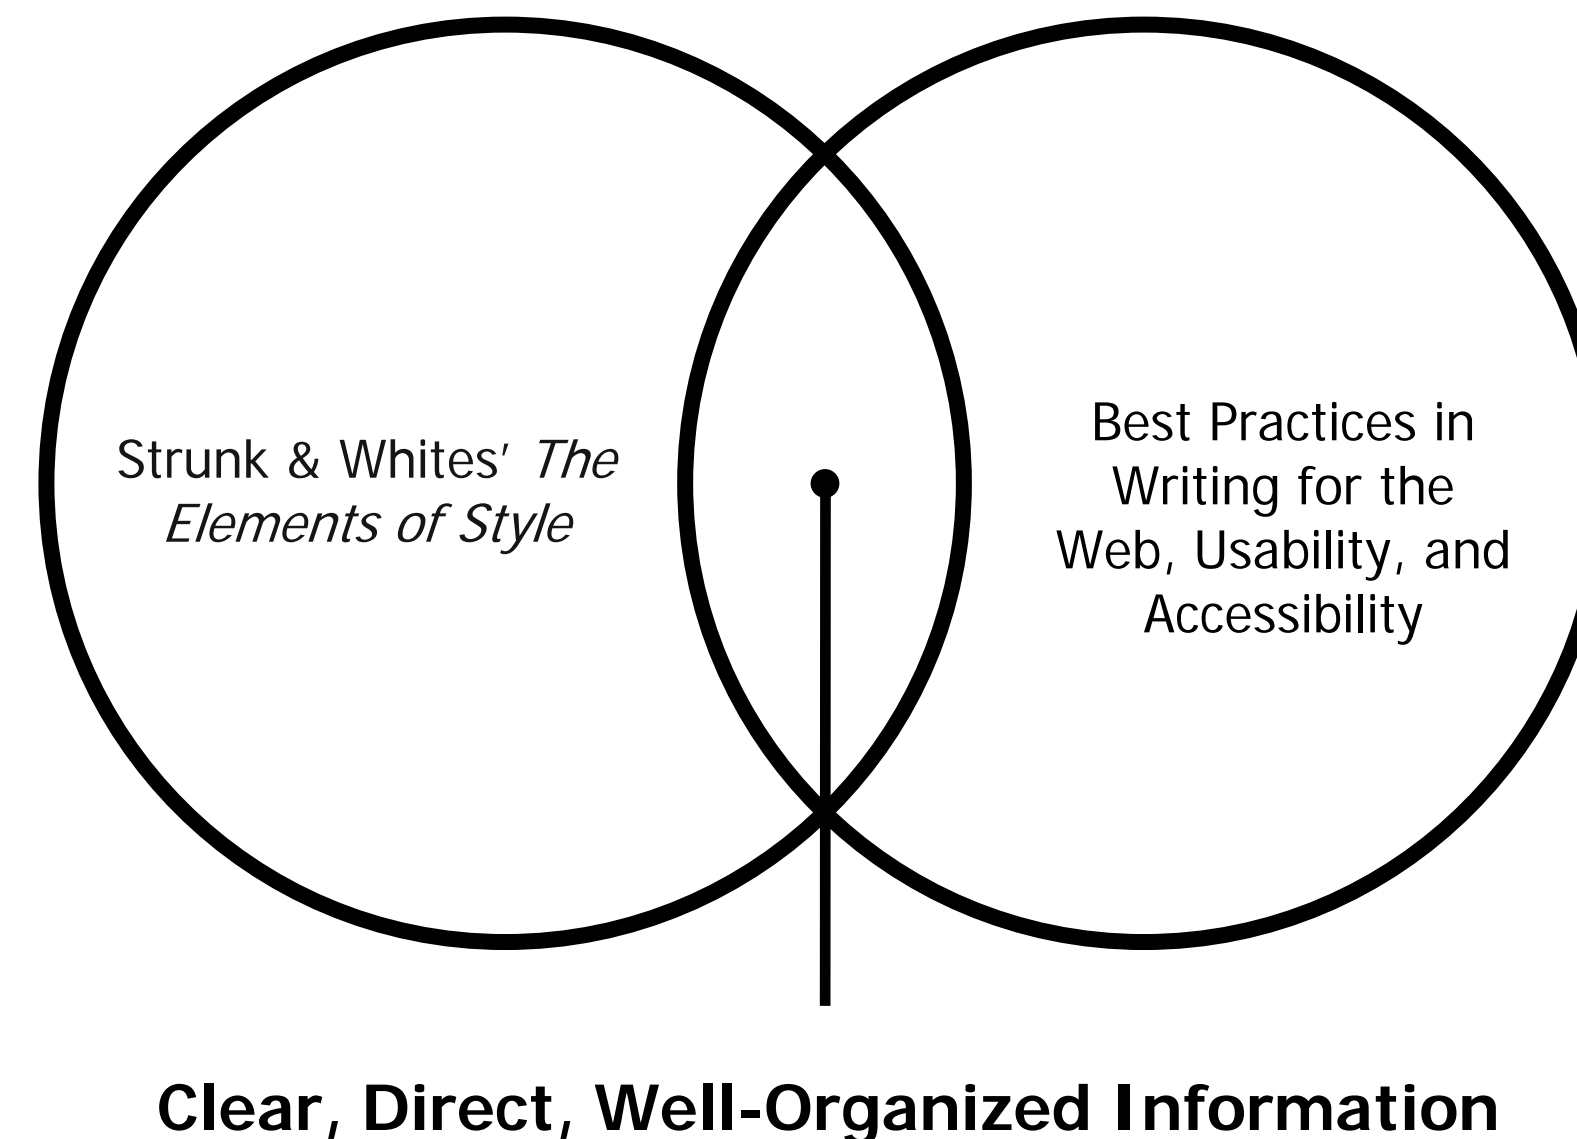 Strunk & Whites' The
Elements of Style
Best Practices in
Writing for the
Web, Usability, and
Accessibility
Clear, Direct, Well-Organized Information